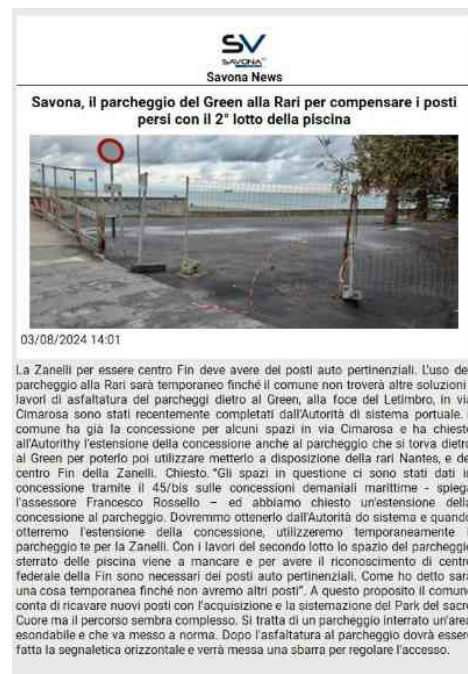 SV
SAVONA
Savona News
Savona, il parcheggio del Green alla Rari per compensare i posti
persi con il 2° lotto della piscina
03/08/2024 14:01
La Zanelli per essere centro Fin deve avere dei posti auto pertinenziali. L'uso de
parcheggio alla Rari sarà temporaneo finché il comune non troverà altre soluzioni
lavori di asfaltatura del parcheggi dietro al Green, alla foce del Letimbro, in via
Cimarosa sono stati recentemente completati dall'Autorità di sistema portuale. I
comune ha già la concessione per alcuni spazi in via Cimarosa e ha chiesto
all'Autorithy l'estensione della concessione anche al parcheggio che si torva dietro
al Green per poterlo poi utilizzare metterlo a disposizione della rari Nantes, e de
centro Fin della Zanelli. Chiesto. "Gli spazi in questione ci sono stati dati in
concessione tramite il 45/bis sulle concessioni demaniali marittime - spiega
l'assessore Francesco Rossello – ed abbiamo chiesto un'estensione della
concessione al parcheggio. Dovremmo ottenerlo dall'Autorità do sistema e quando
otterremo l'estensione della concessione, utilizzeremo temporaneamente i
parcheggio te per la Zanelli. Con i lavori del secondo lotto lo spazio del parcheggio
sterrato delle piscina viene a mancare e per avere il riconoscimento di centro
federale della Fin sono necessari dei posti auto pertinenziali. Come ho detto sarà
una cosa temporanea finché non avremo altri posti". A questo proposito il comune
conta di ricavare nuovi posti con l'acquisizione e la sistemazione del Park del sacro
Cuore ma il percorso sembra complesso. Si tratta di un parcheggio interrato un'area
esondabile e che va messo a norma. Dopo l'asfaltatura al parcheggio dovrà essere
fatta la segnaletica orizzontale e verrà messa una sbarra per regolare l'accesso.